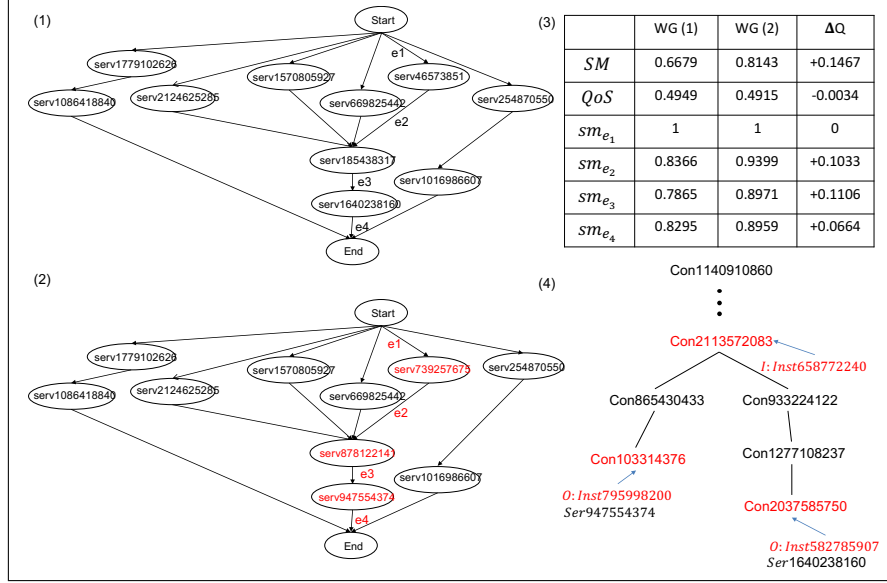 (1)
Start
e1
serv1779102626
serv1570805927
serv46573851
serv1086418840
serv2124625285
serv669825442
serv254870550
e2
serv185438317
e3
serv1016986607
serv1640238160
e4
End
(2)
Start
e1
serv1779102626
serv1570805927
serv739257675
serv254870550
serv1086418840
serv2124625285
serv669825442
e2
serv878122141
e3
serv1016986607
serv947554374
e4
End
(3)
WG (1) WG (2) ΔQ
SM 0.6679 0.8143 +0.1467
QoS 0.4949 0.4915 -0.0034
sm_e1 1 1 0
sm_e2 0.8366 0.9399 +0.1033
sm_e3 0.7865 0.8971 +0.1106
sm_e4 0.8295 0.8959 +0.0664
(4)
Con1140910860
Con2113572083
I: Inst658772240
Con865430433
Con933224122
Con103314376
Con1277108237
O: Inst795998200
Ser947554374
Con2037585750
O: Inst582785907
Ser1640238160